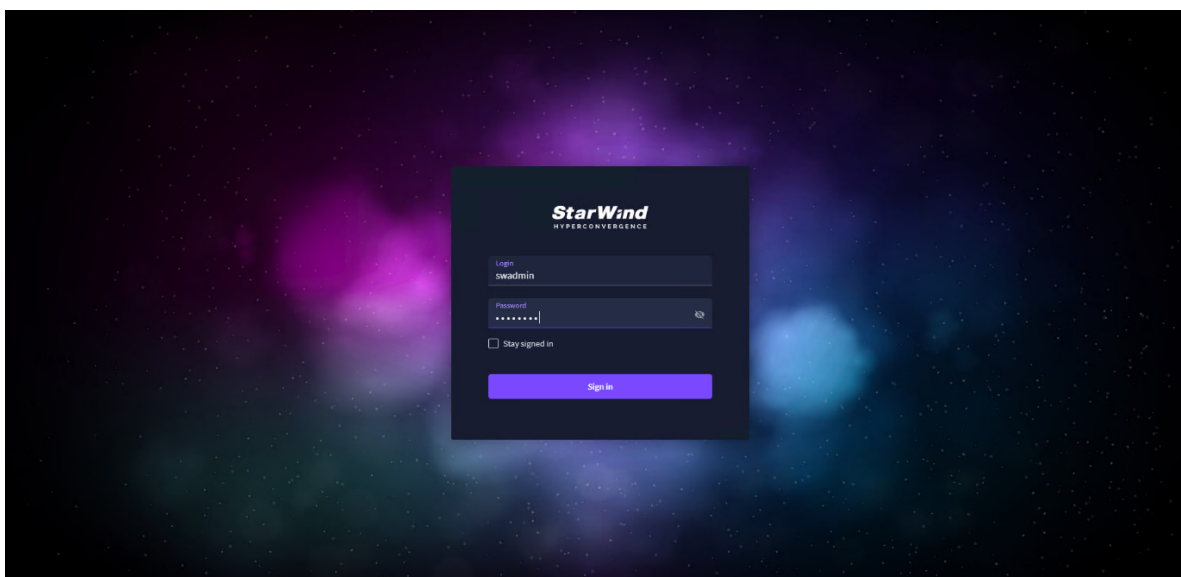 StarWind
HYPERCONVERGENCE
Login
swadmin
Password
••••••••
Stay signed in
Sign in